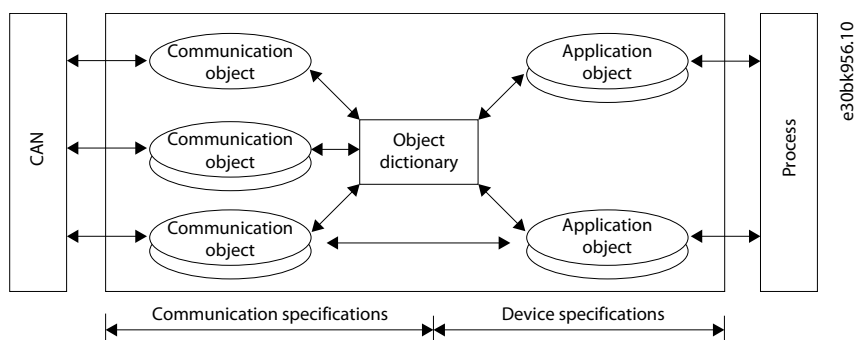 CAN
Communication
object
Communication
object
Communication
object
Object
dictionary
Application
object
Application
object
Process
e30bk956.10
Communication specifications
Device specifications